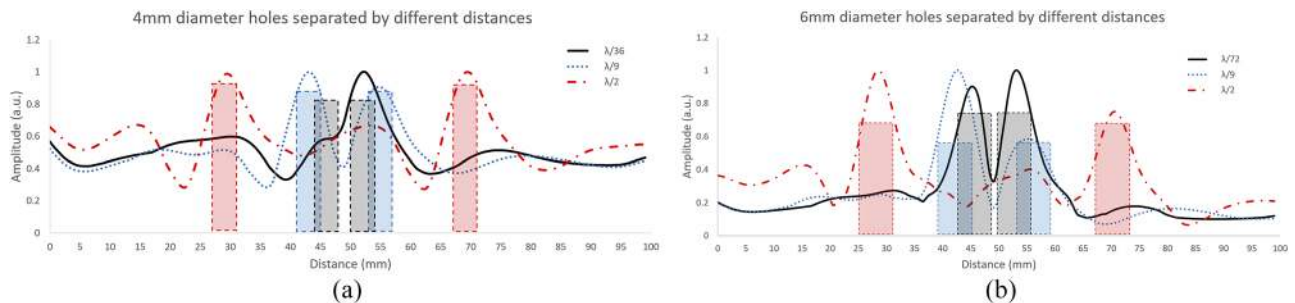 4mm diameter holes separated by different distances
1.2
1
0.8
0.6
0.4
0.2
0
Amplitude (a.u.)
λ/36
λ/9
λ/2
0 5 10 15 20 25 30 35 40 45 50 55 60 65 70 75 80 85 90 95 100
Distance (mm)
(a)
6mm diameter holes separated by different distances
1.2
1
0.8
0.6
0.4
0.2
0
Amplitude (a.u.)
λ/72
λ/9
λ/2
0 5 10 15 20 25 30 35 40 45 50 55 60 65 70 75 80 85 90 95 100
Distance (mm)
(b)